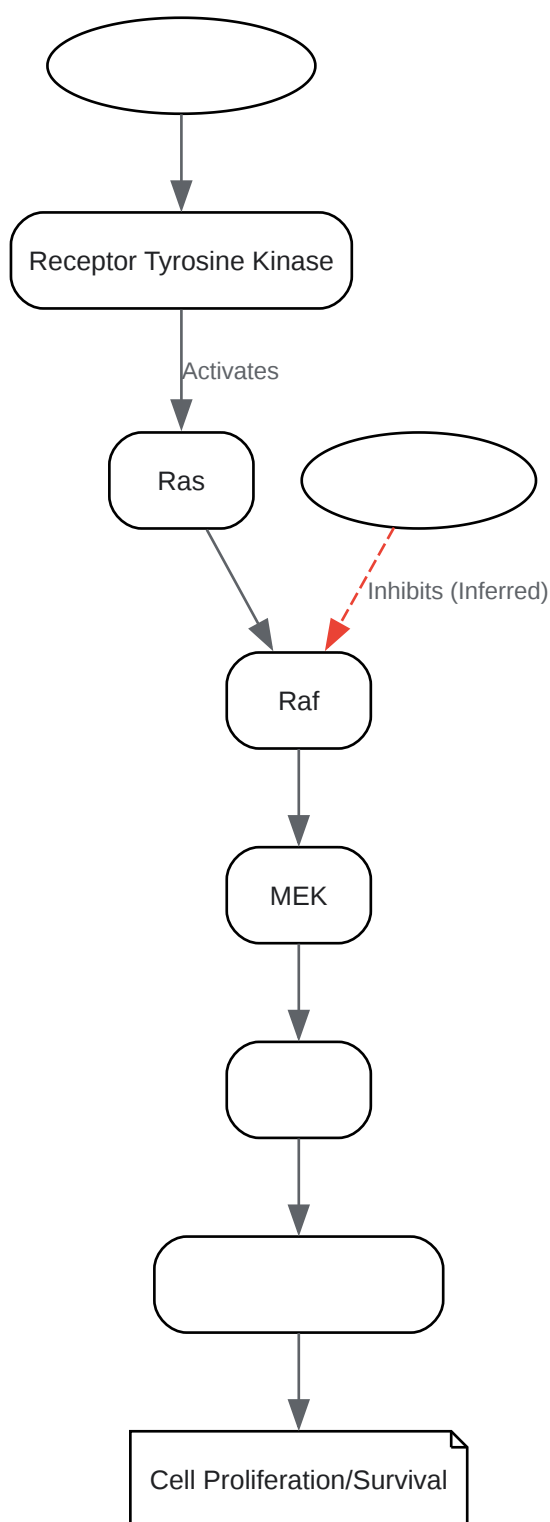 Receptor Tyrosine Kinase
Activates
Ras
Inhibits (Inferred)
Raf
MEK
Cell Proliferation/Survival